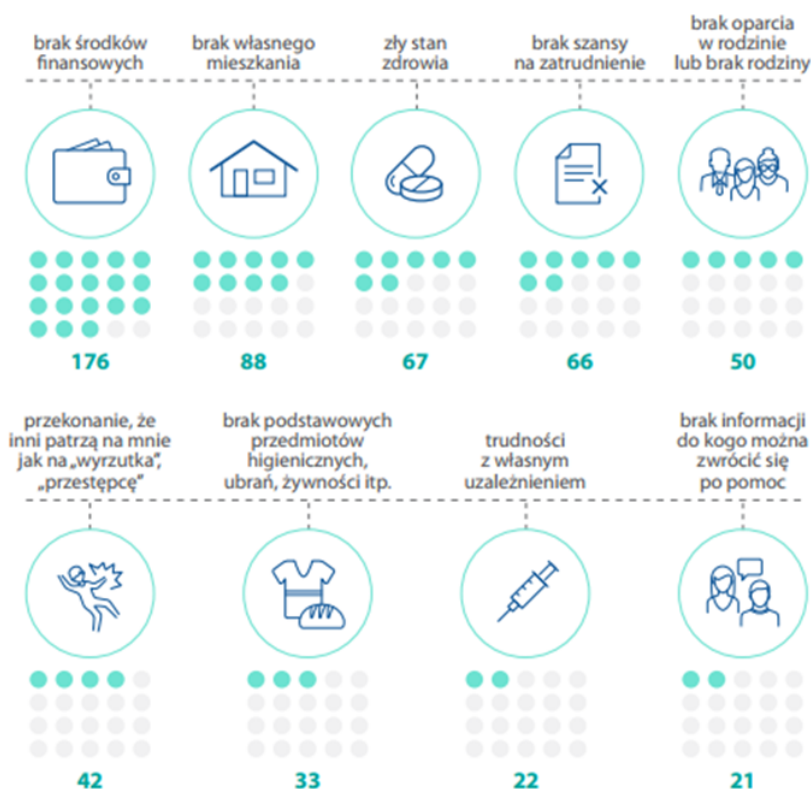 brak środków
finansowych
brak własnego
mieszkania
zły stan
zdrowia
brak szansy
na zatrudnienie
brak oparcia
w rodzinie
lub brak rodziny
176
88
67
66
50
przekonanie, że
inni patrzą na mnie
jak na „wyrzutka”,
„przestępcę”
brak podstawowych
przedmiotów
higienicznych,
ubrań, żywności itp.
trudności
z własnym
uzależnieniem
brak informacji
do kogo można
zwrócić się
po pomoc
42
33
22
21